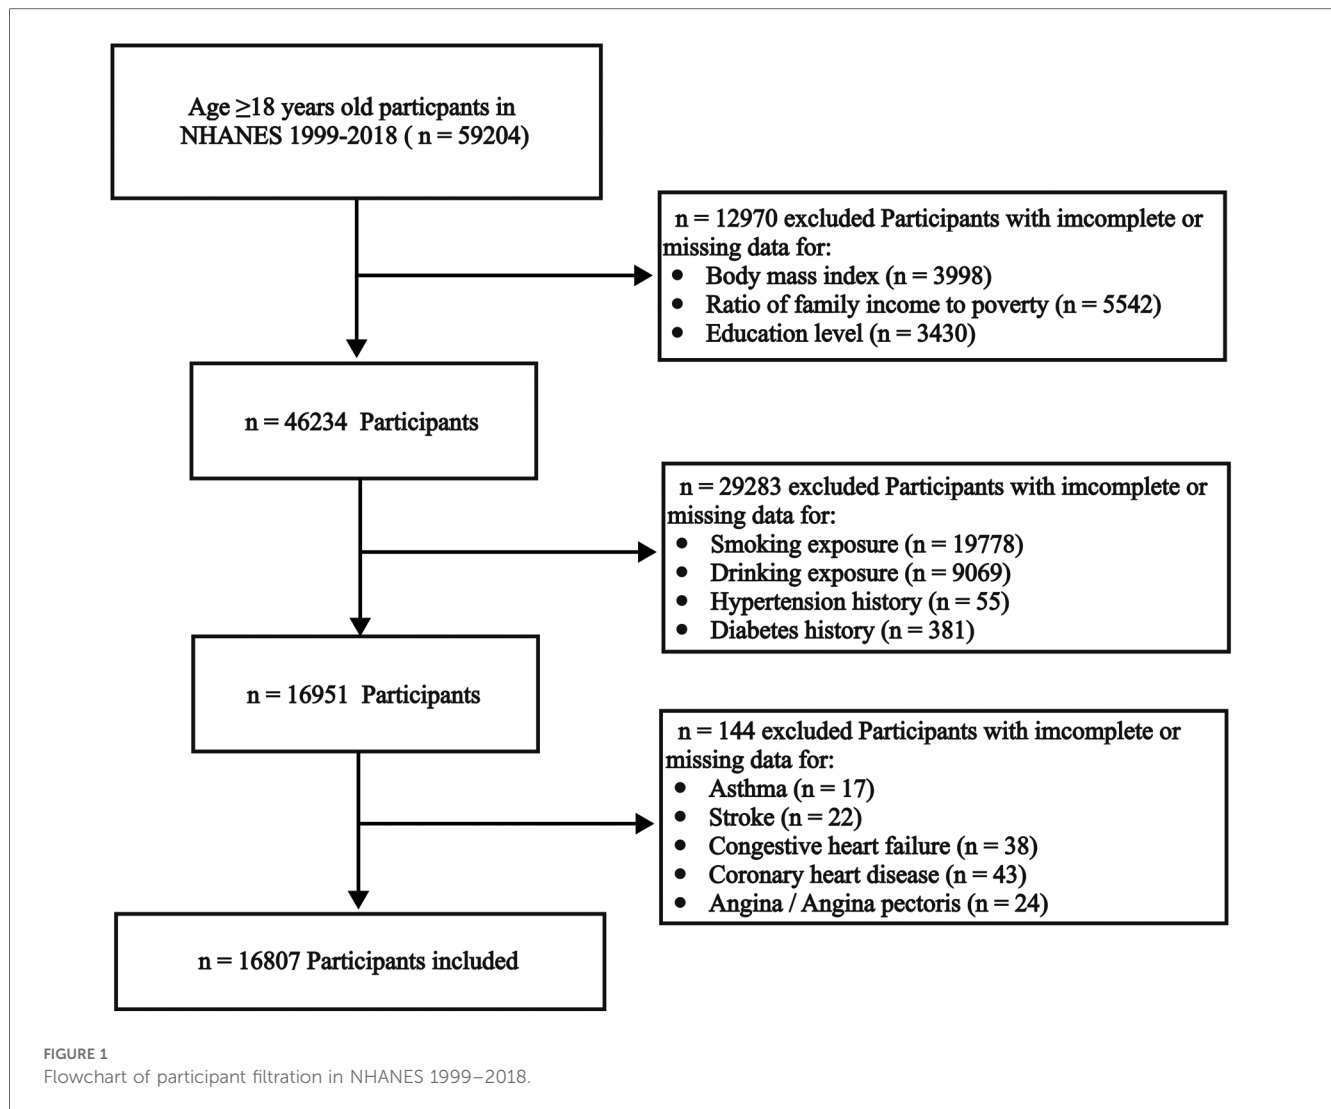 Age ≥18 years old particpants in
NHANES 1999-2018 ( n = 59204)
n = 12970 excluded Participants with imcomplete or
missing data for:
• Body mass index (n = 3998)
• Ratio of family income to poverty (n = 5542)
• Education level (n = 3430)
n = 46234 Participants
n = 29283 excluded Participants with imcomplete or
missing data for:
• Smoking exposure (n = 19778)
• Drinking exposure (n = 9069)
• Hypertension history (n = 55)
• Diabetes history (n = 381)
n = 16951 Participants
n = 144 excluded Participants with imcomplete or
missing data for:
• Asthma (n = 17)
• Stroke (n = 22)
• Congestive heart failure (n = 38)
• Coronary heart disease (n = 43)
• Angina / Angina pectoris (n = 24)
n = 16807 Participants included
FIGURE 1
Flowchart of participant filtration in NHANES 1999–2018.